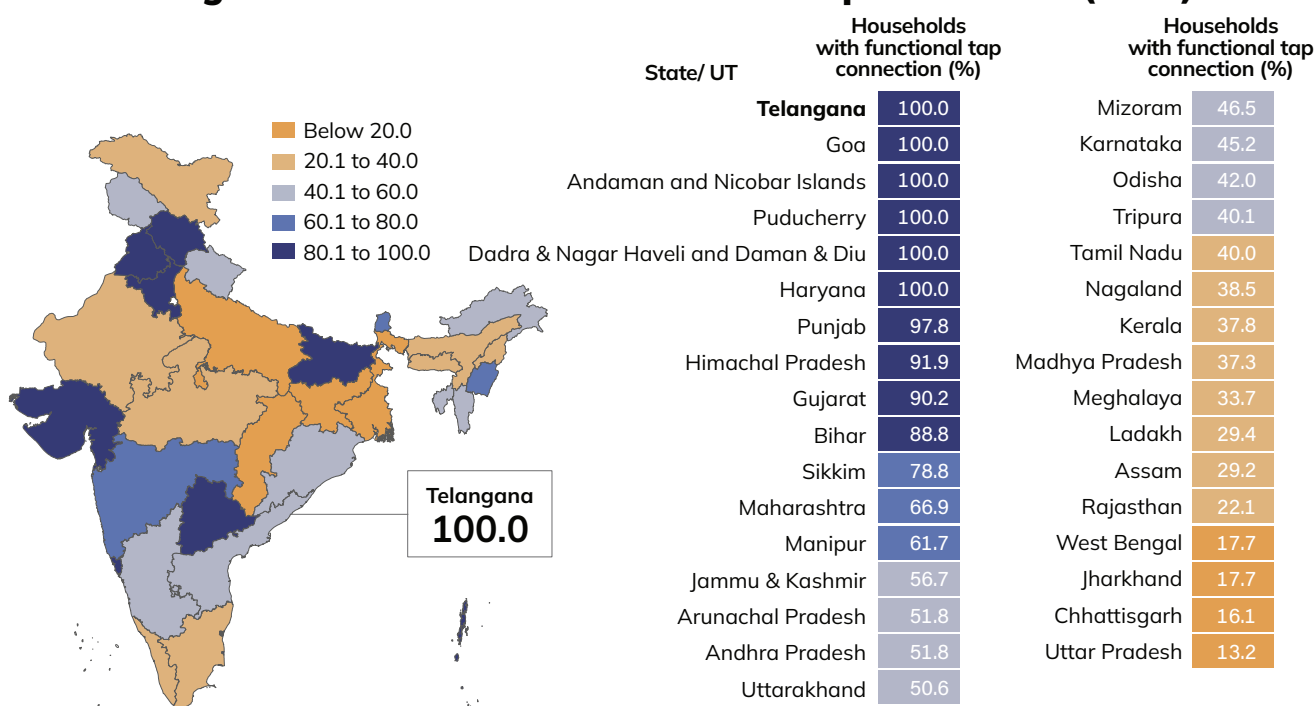 Below 20.0
20.1 to 40.0
40.1 to 60.0
60.1 to 80.0
80.1 to 100.0
Telangana
100.0
State/ UT
Households
with functional tap
connection (%)
Telangana 100.0
Goa 100.0
Andaman and Nicobar Islands 100.0
Puducherry 100.0
Dadra & Nagar Haveli and Daman & Diu 100.0
Haryana 100.0
Punjab 97.8
Himachal Pradesh 91.9
Gujarat 90.2
Bihar 88.8
Sikkim 78.8
Maharashtra 66.9
Manipur 61.7
Jammu & Kashmir 56.7
Arunachal Pradesh 51.8
Andhra Pradesh 51.8
Uttarakhand 50.6
Households
with functional tap
connection (%)
Mizoram 46.5
Karnataka 45.2
Odisha 42.0
Tripura 40.1
Tamil Nadu 40.0
Nagaland 38.5
Kerala 37.8
Madhya Pradesh 37.3
Meghalaya 33.7
Ladakh 29.4
Assam 29.2
Rajasthan 22.1
West Bengal 17.7
Jharkhand 17.7
Chhattisgarh 16.1
Uttar Pradesh 13.2